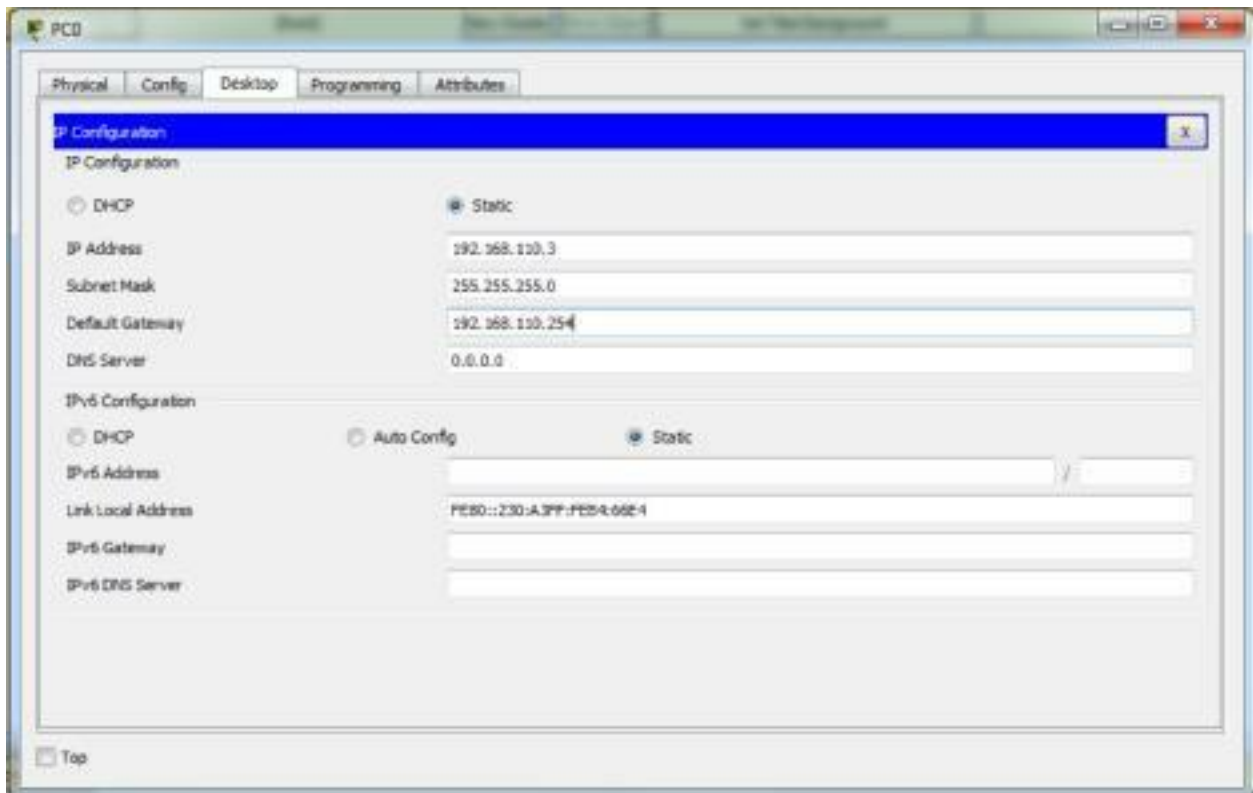 PC0
Physical Config Desktop Programming Attributes
IP Configuration X
IP Configuration
DHCP Static
IP Address 192.168.110.3
Subnet Mask 255.255.255.0
Default Gateway 192.168.110.254
DNS Server 0.0.0.0
IPv6 Configuration
DHCP Auto Config Static
IPv6 Address /
Link Local Address FE80::230:A3FF:FEB4:66E4
IPv6 Gateway
IPv6 DNS Server
Top